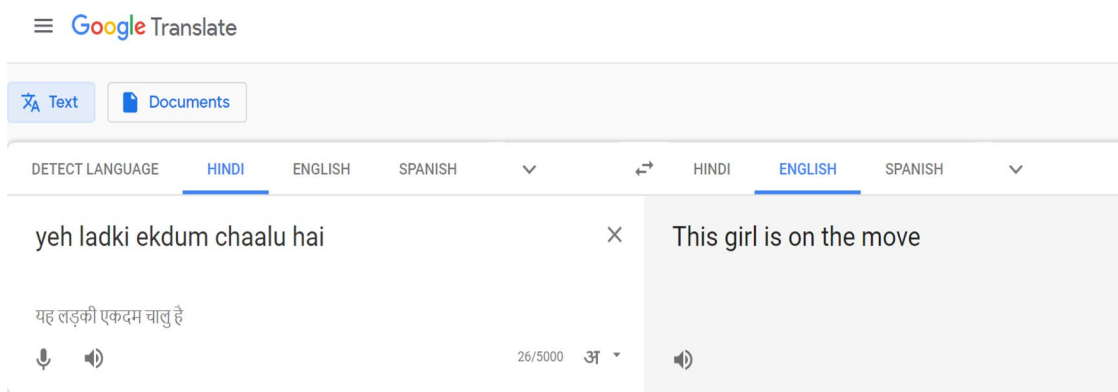 Google Translate
Text Documents
DETECT LANGUAGE HINDI ENGLISH SPANISH HINDI ENGLISH SPANISH
yeh ladki ekdum chaalu hai
This girl is on the move
यह लड़की एकदम चालु है
26/5000 अ